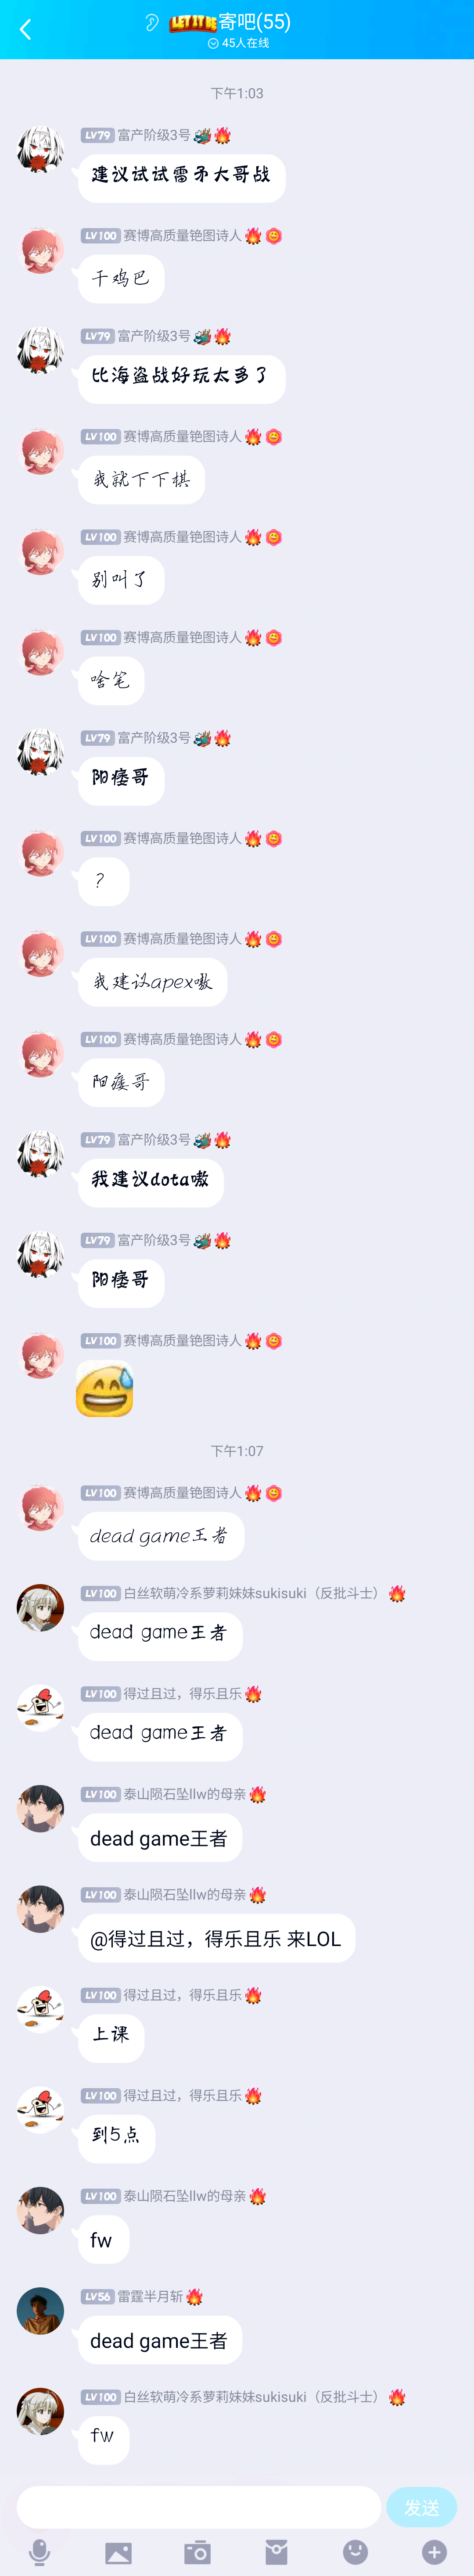 LET IT BE寄吧(55)
45人在线
下午1:03
LV79 富产阶级3号
建议试试雷矛大哥战
LV100 赛博高质量铯图诗人
干鸡巴
LV79 富产阶级3号
比海盗战好玩太多了
LV100 赛博高质量铯图诗人
我就下下棋
LV100 赛博高质量铯图诗人
别叫了
LV100 赛博高质量铯图诗人
啥笔
LV79 富产阶级3号
阳痿哥
LV100 赛博高质量铯图诗人
?
LV100 赛博高质量铯图诗人
我建议apex嗷
LV100 赛博高质量铯图诗人
阳痿哥
LV79 富产阶级3号
我建议dota嗷
LV79 富产阶级3号
阳痿哥
LV100 赛博高质量铯图诗人
下午1:07
LV100 赛博高质量铯图诗人
dead game王者
LV100 白丝软萌冷系萝莉妹妹sukisuki（反批斗士）
dead game王者
LV100 得过且过，得乐且乐
dead game王者
LV100 泰山陨石坠llw的母亲
dead game王者
LV100 泰山陨石坠llw的母亲
@得过且过，得乐且乐 来LOL
LV100 得过且过，得乐且乐
上课
LV100 得过且过，得乐且乐
到5点
LV100 泰山陨石坠llw的母亲
fw
LV56 雷霆半月斩
dead game王者
LV100 白丝软萌冷系萝莉妹妹sukisuki（反批斗士）
fw
发送